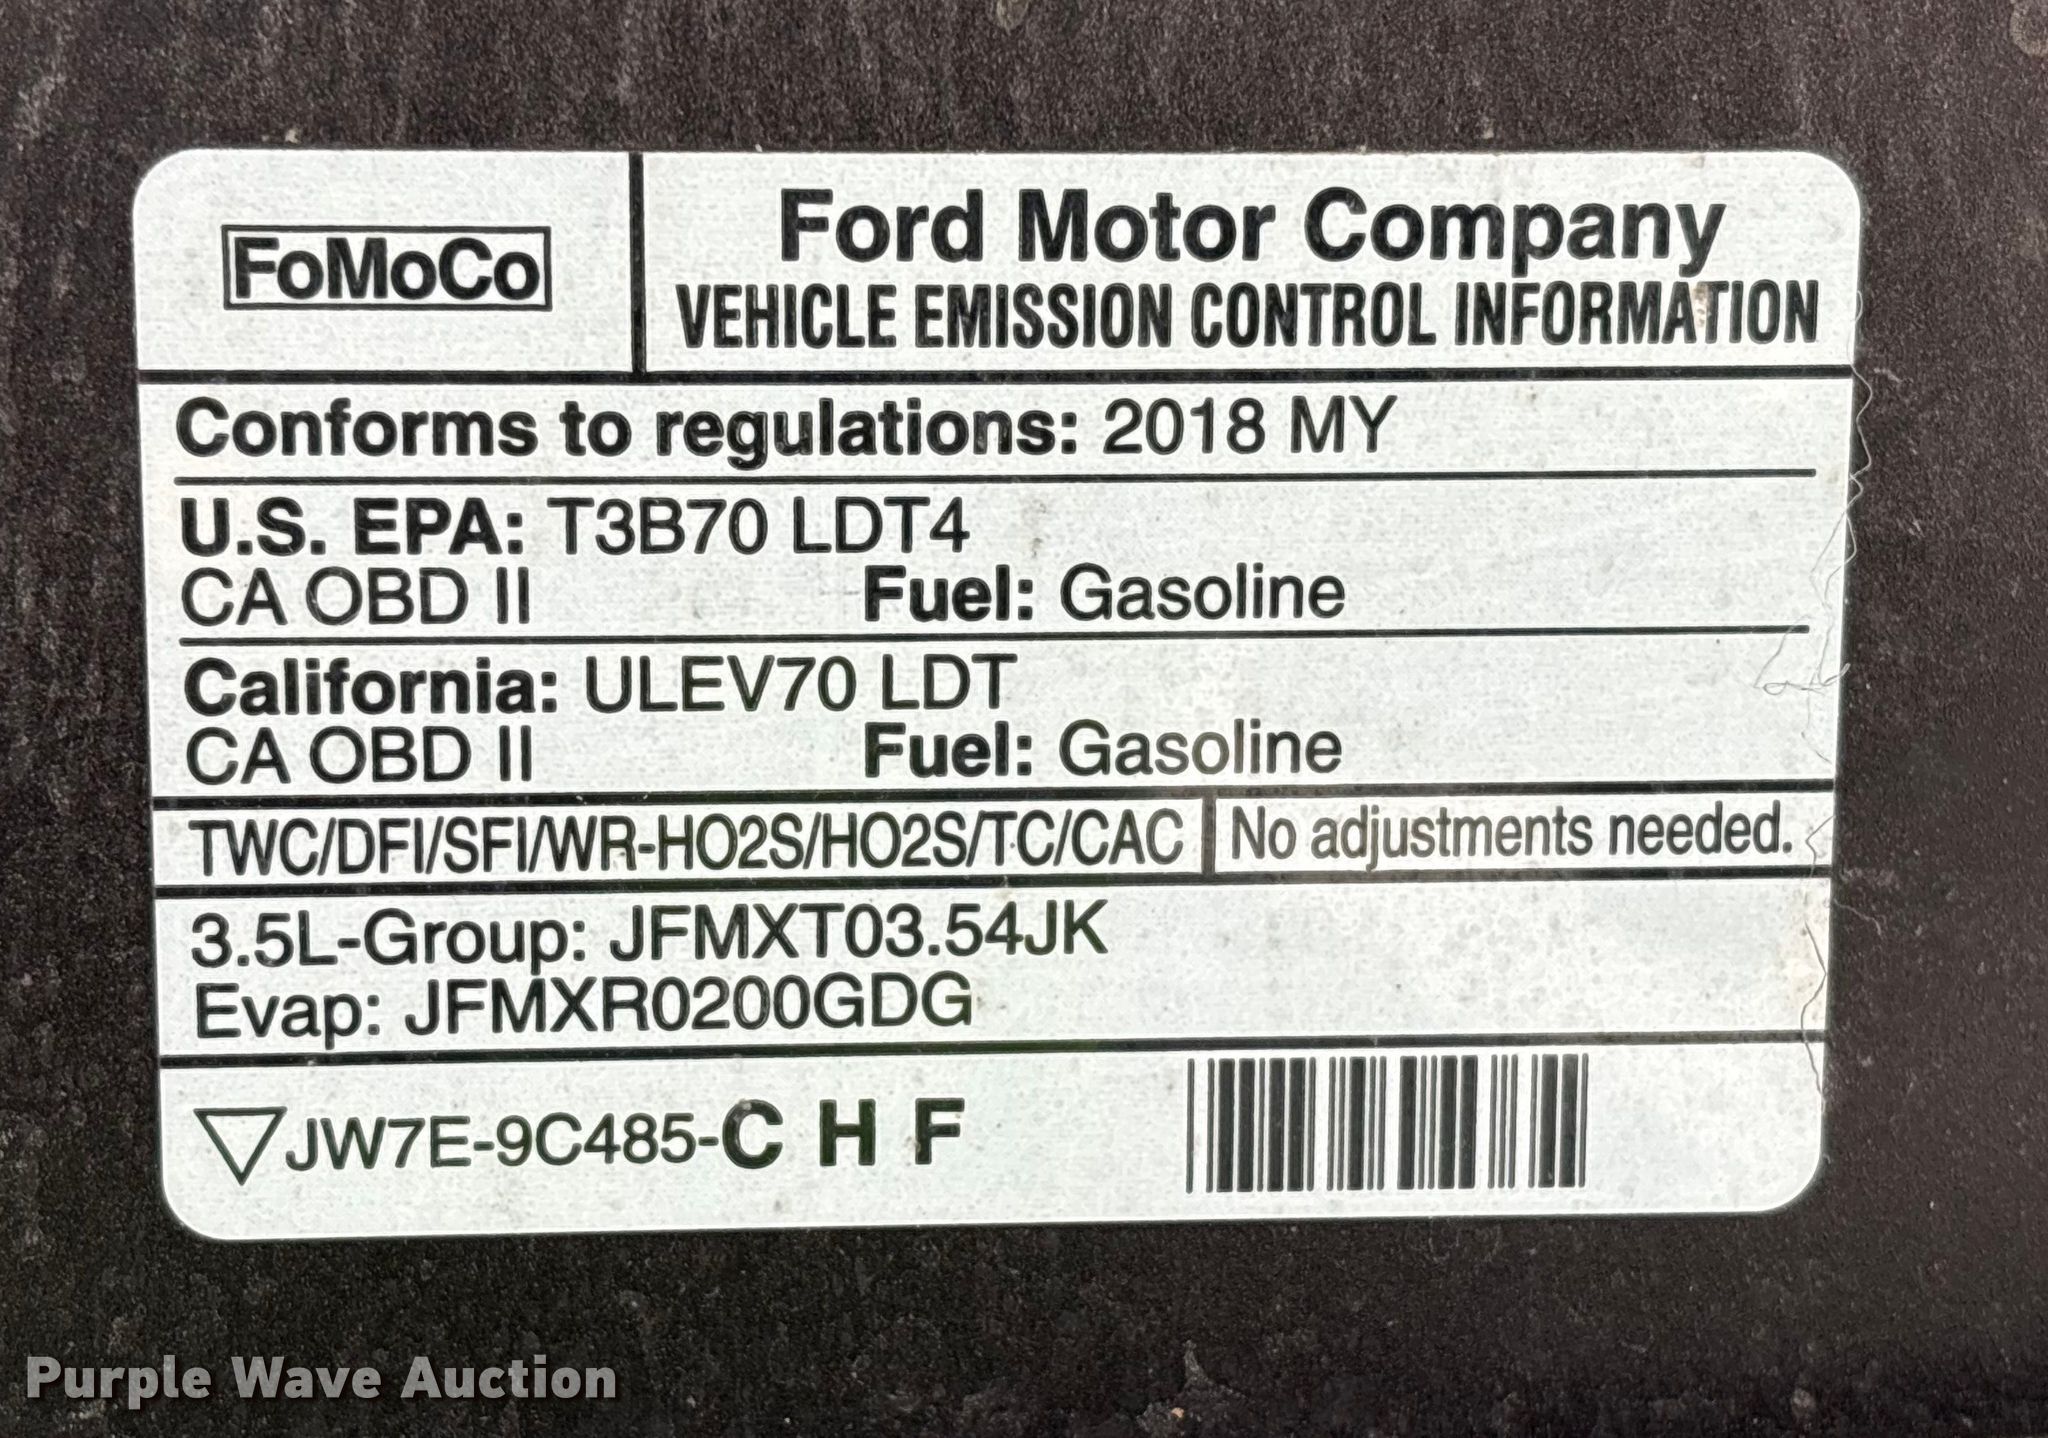 FoMoCo
Ford Motor Company
VEHICLE EMISSION CONTROL INFORMATION
Conforms to regulations: 2018 MY
U.S. EPA: T3B70 LDT4
CA OBD II Fuel: Gasoline
California: ULEV70 LDT
CA OBD II Fuel: Gasoline
TWC/DFI/SFI/WR-HO2S/HO2S/TC/CAC No adjustments needed.
3.5L-Group: JFMXT03.54JK
Evap: JFMXR0200GDG
JW7E-9C485-C H F
Purple Wave Auction